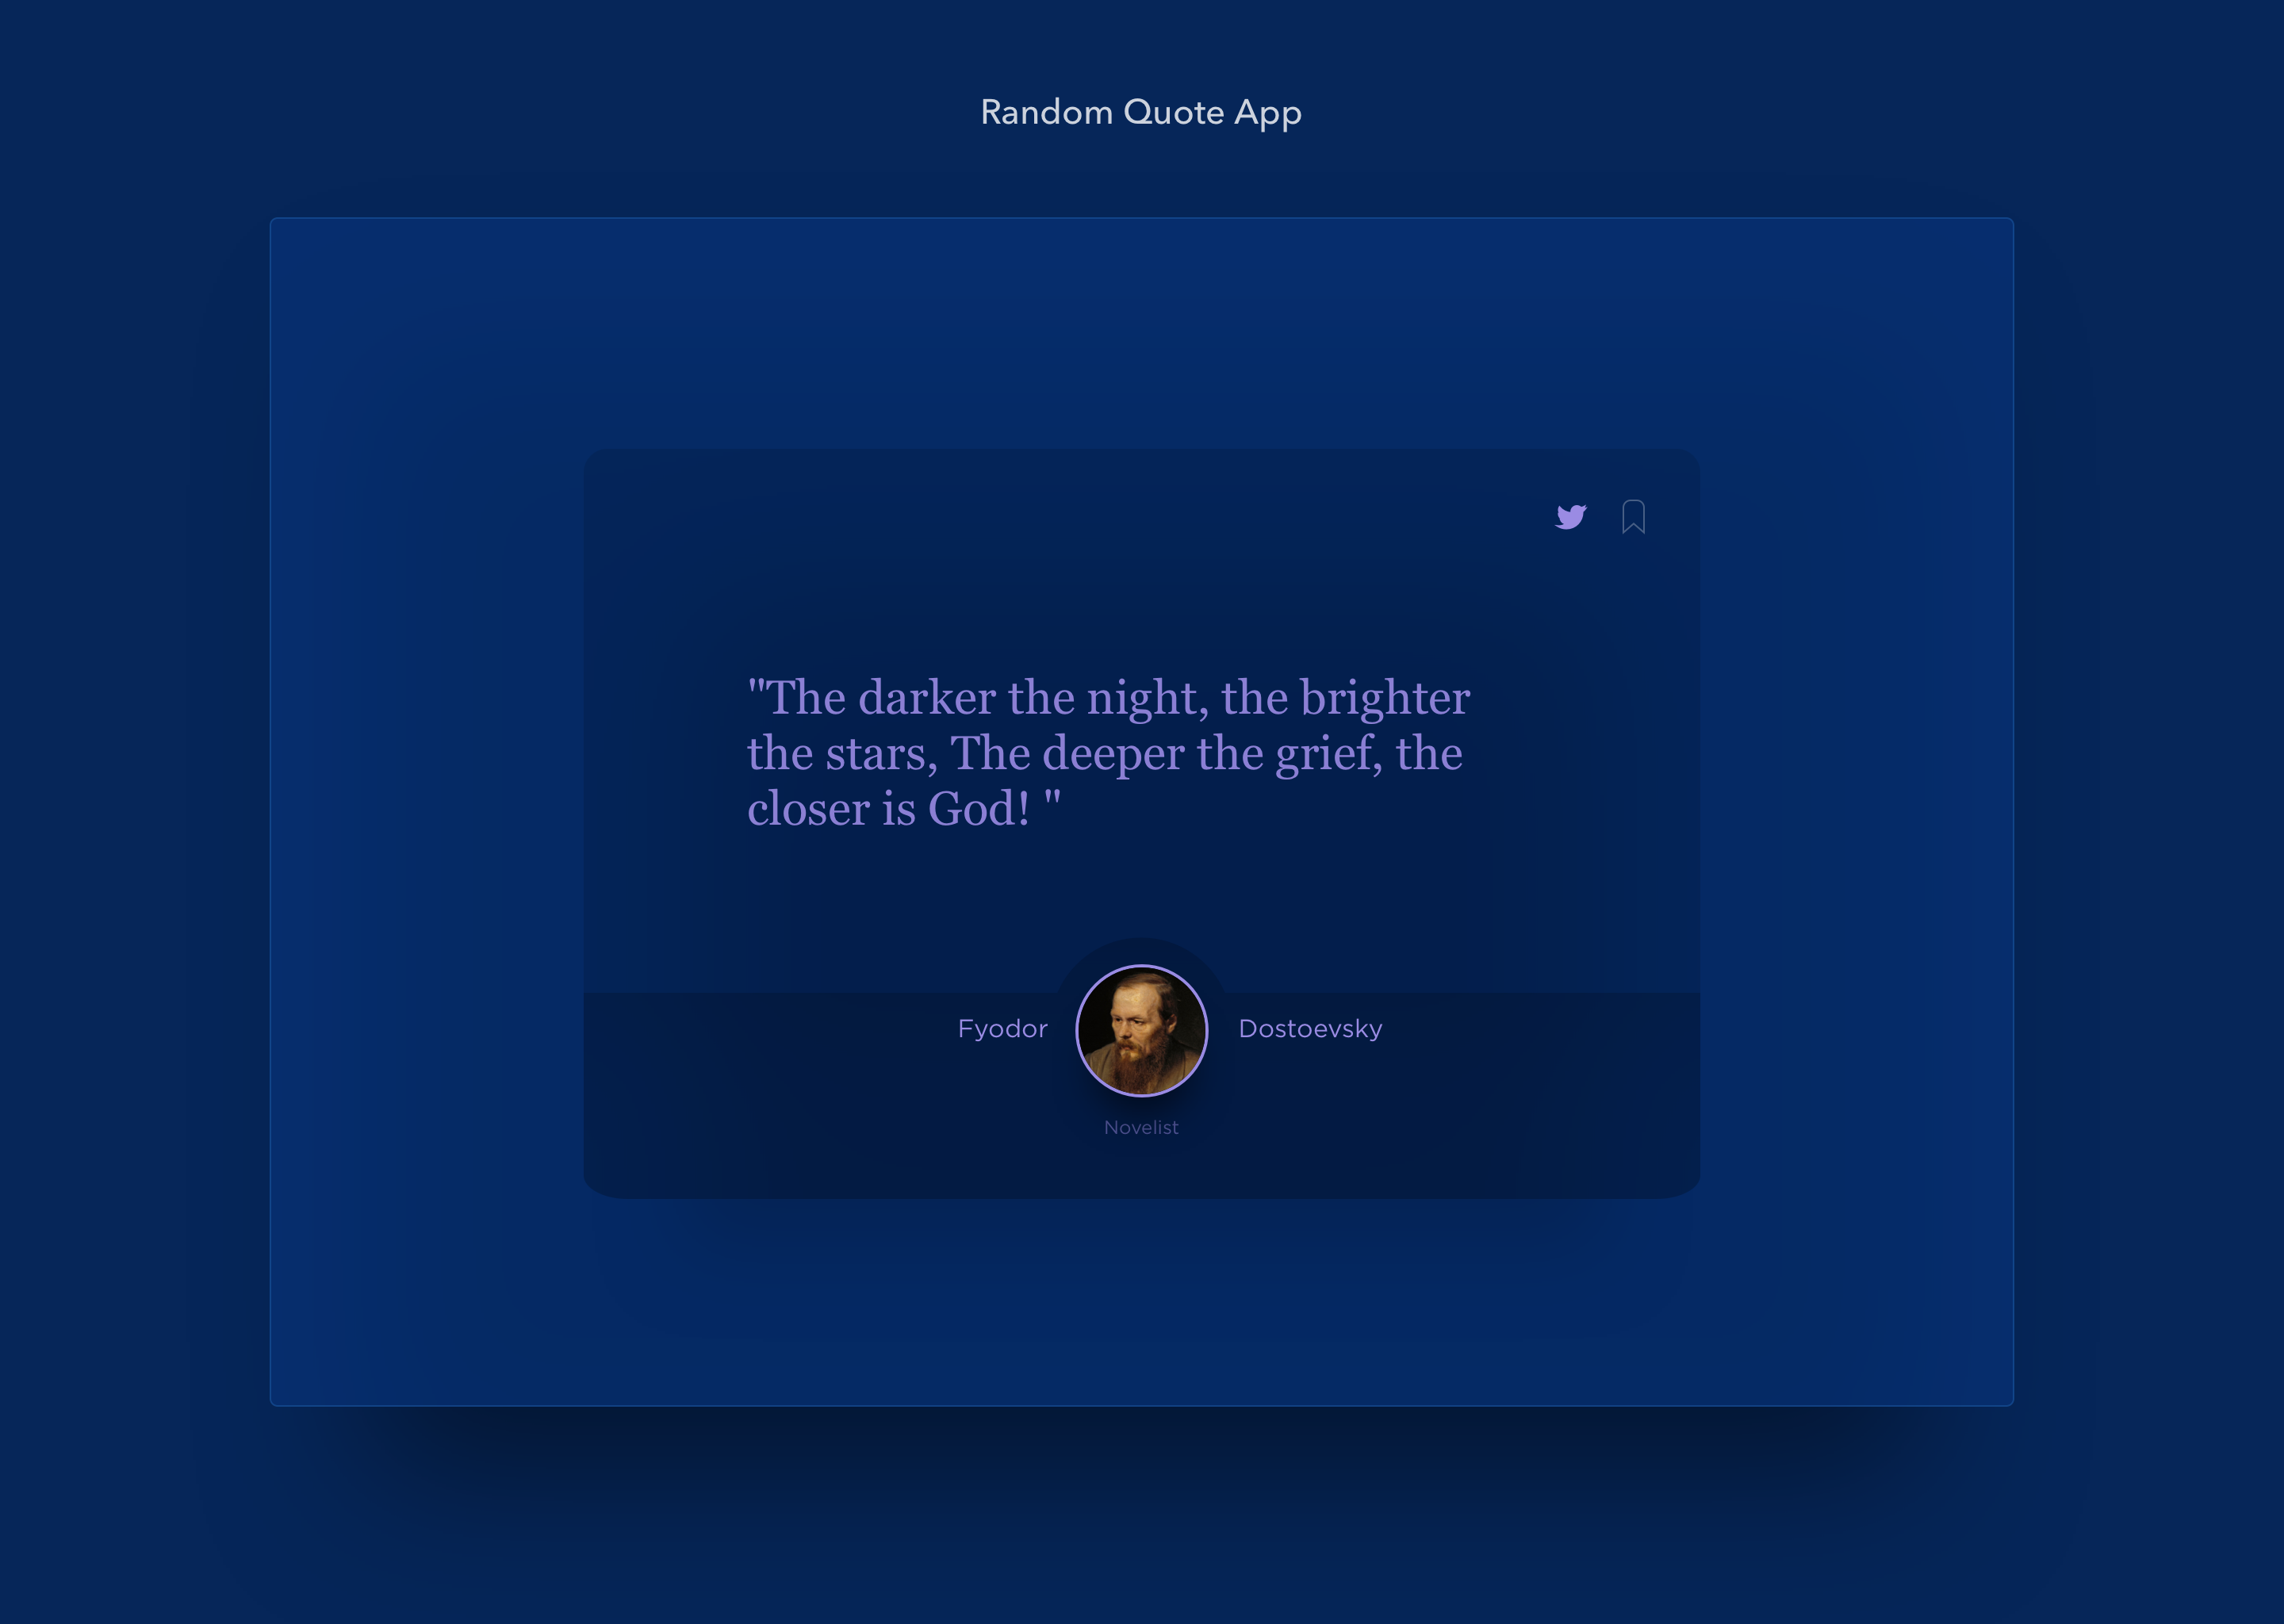 Random Quote App
"The darker the night, the brighter
the stars, The deeper the grief, the
closer is God! "
Fyodor Dostoevsky
Novelist